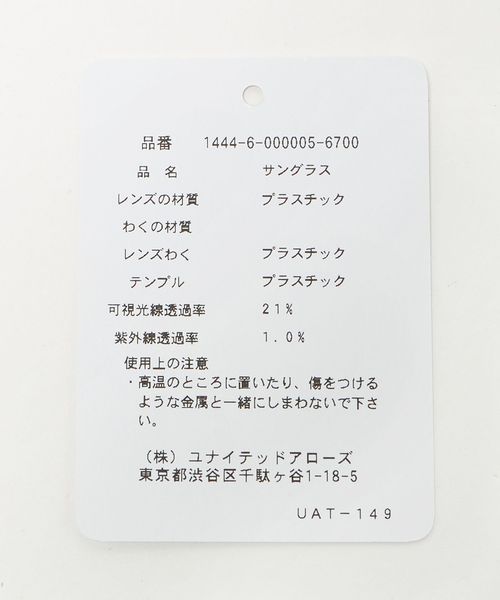 品番 1444-6-000005-6700
品 名 サングラス
レンズの材質 プラスチック
わくの材質
レンズわく プラスチック
テンプル プラスチック
可視光線透過率 21%
紫外線透過率 1.0%
使用上の注意
・高温のところに置いたり、傷をつける
ような金属と一緒にしまわないで下さ
い。
（株）ユナイテッドアローズ
東京都渋谷区千駄ヶ谷1-18-5
UAT-149